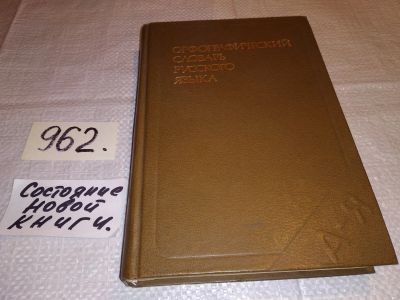 962.
Состояние
Новой
книги.
ОРФОГРАФИЧЕСКИЙ
СЛОВАРЬ
РУССКОГО
ЯЗЫКА
А-Я